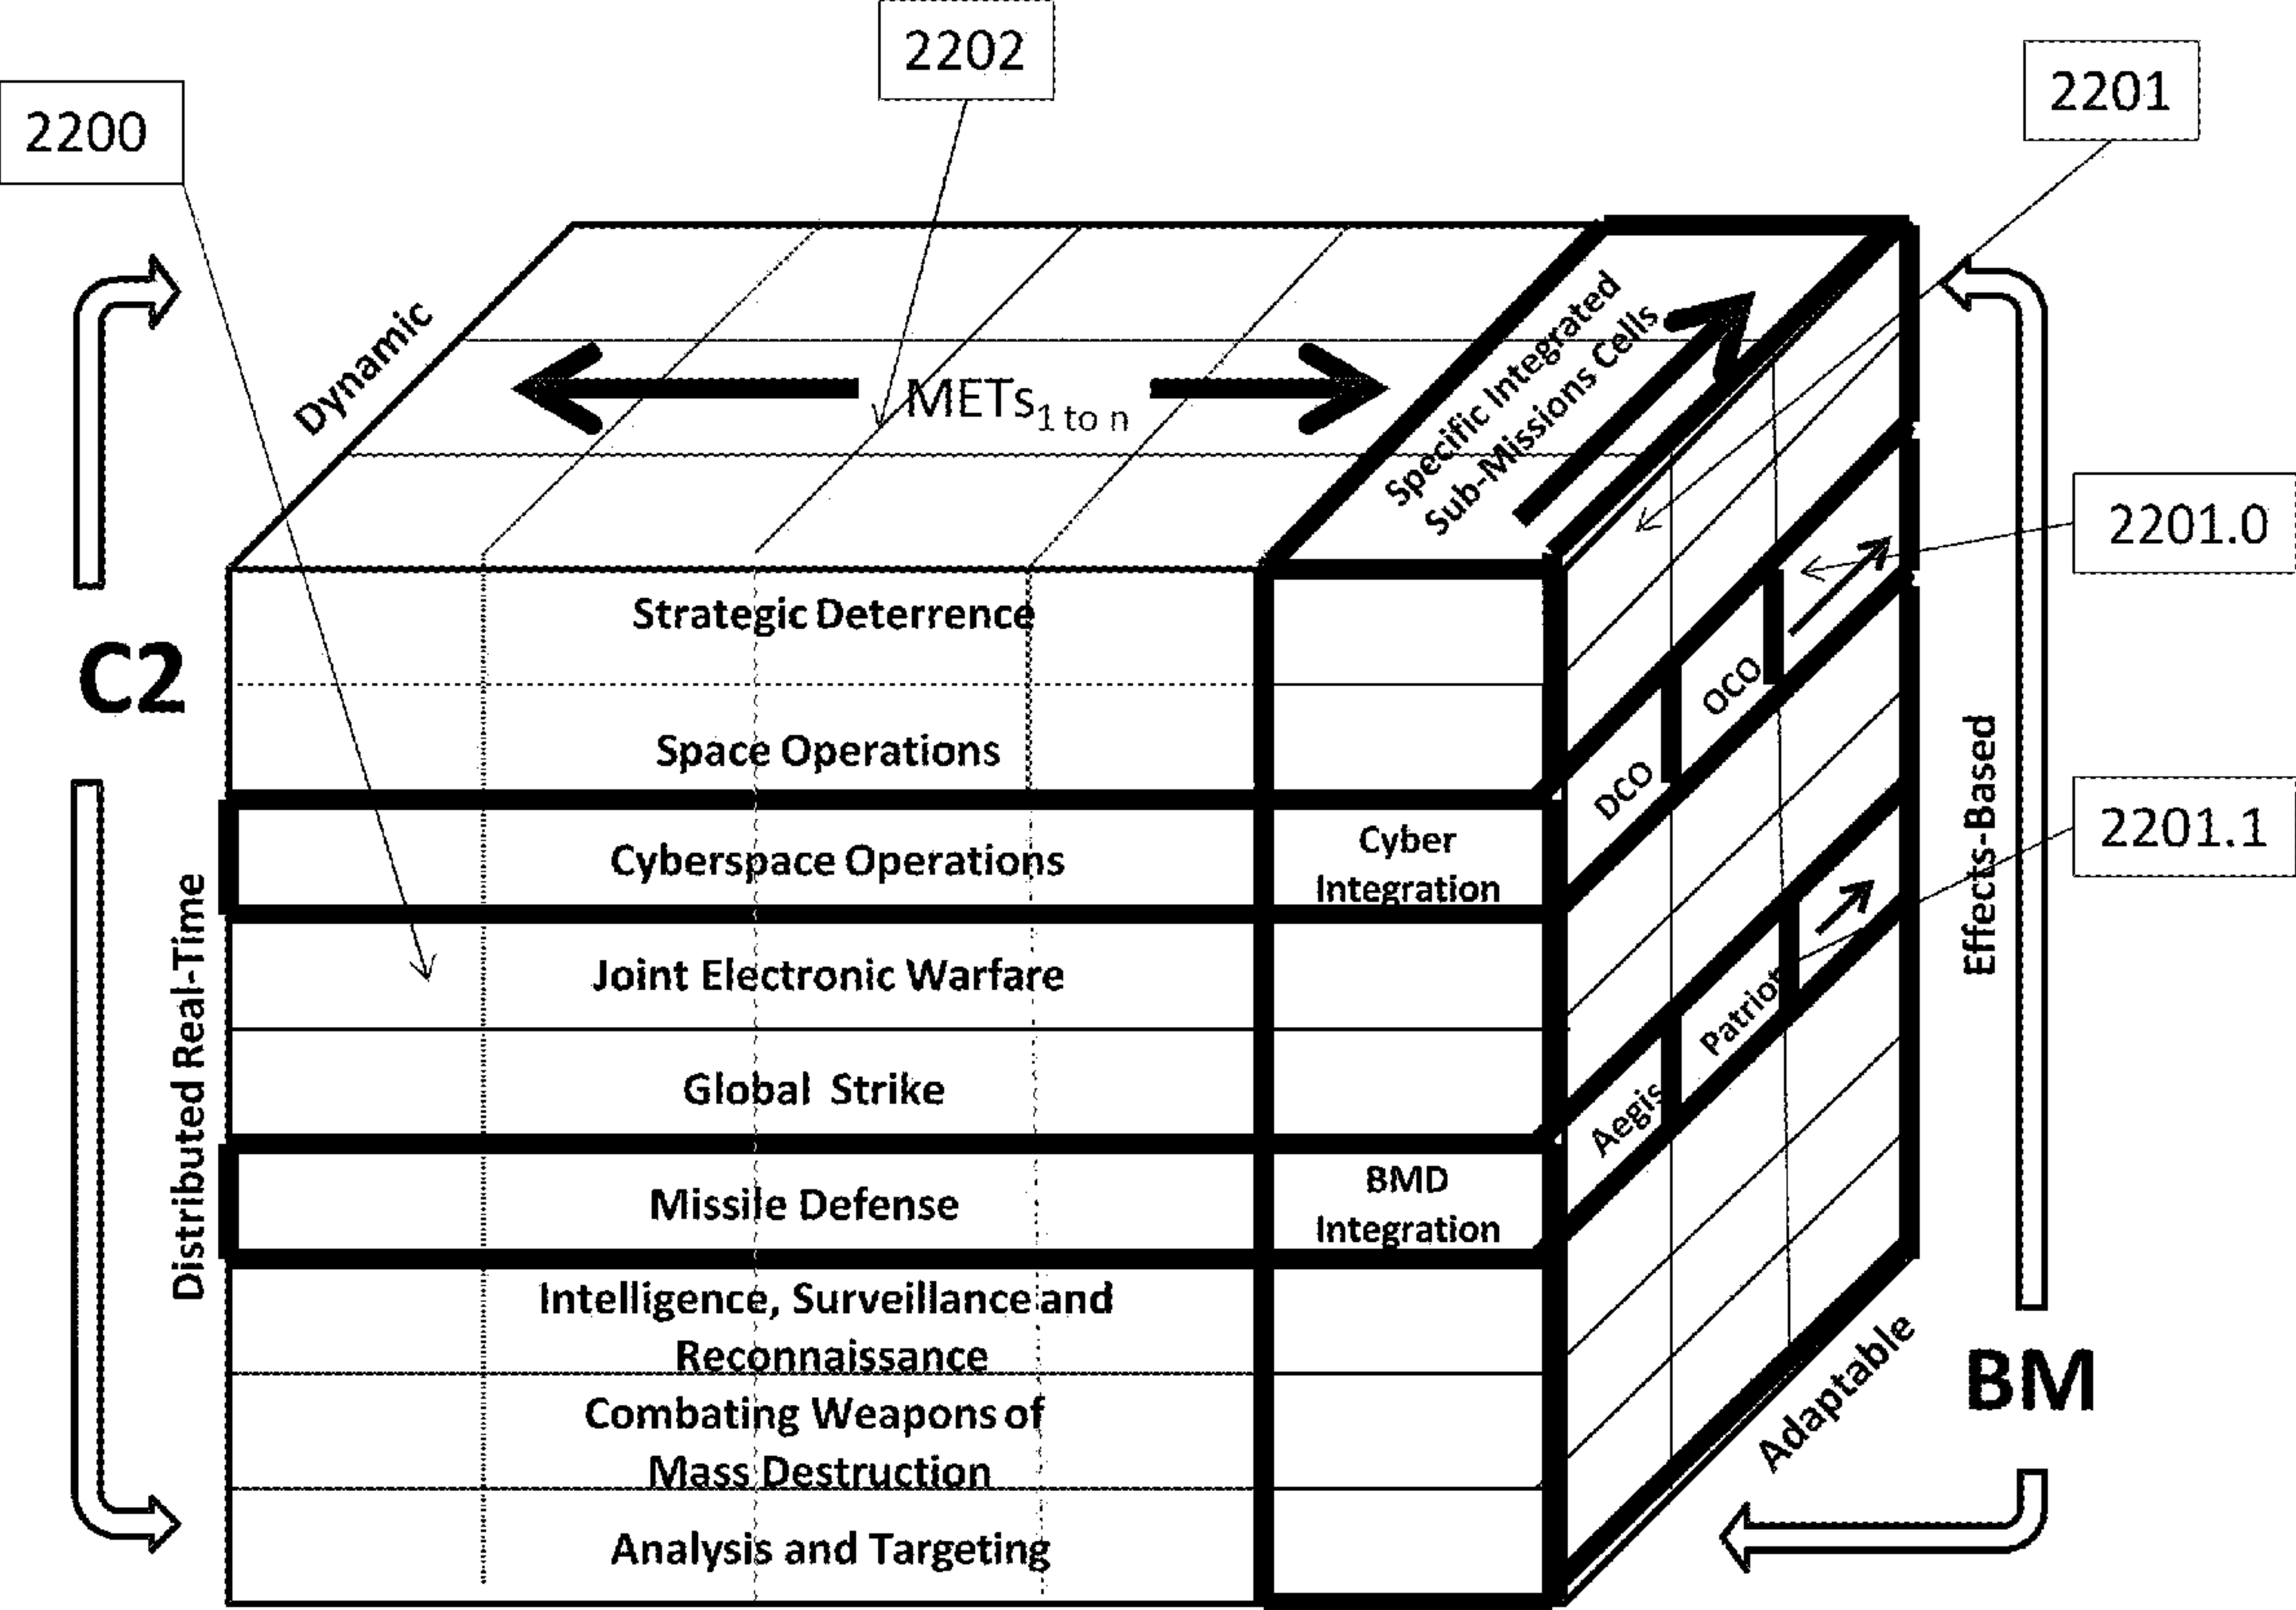 2202
2201
2200
Dynamic
METs1 to n
Specific Integrated
Sub-Missions Cells
2201.0
C2
Strategic Deterrence
Space Operations
OCO
DCO
Effects-Based
2201.1
Cyberspace Operations
Cyber
Integration
Distributed Real-Time
Joint Electronic Warfare
Patriot
Global Strike
Aegis
Missile Defense
BMD
Integration
Intelligence, Surveillance and
Reconnaissance
Adaptable
BM
Combating Weapons of
Mass Destruction
Analysis and Targeting